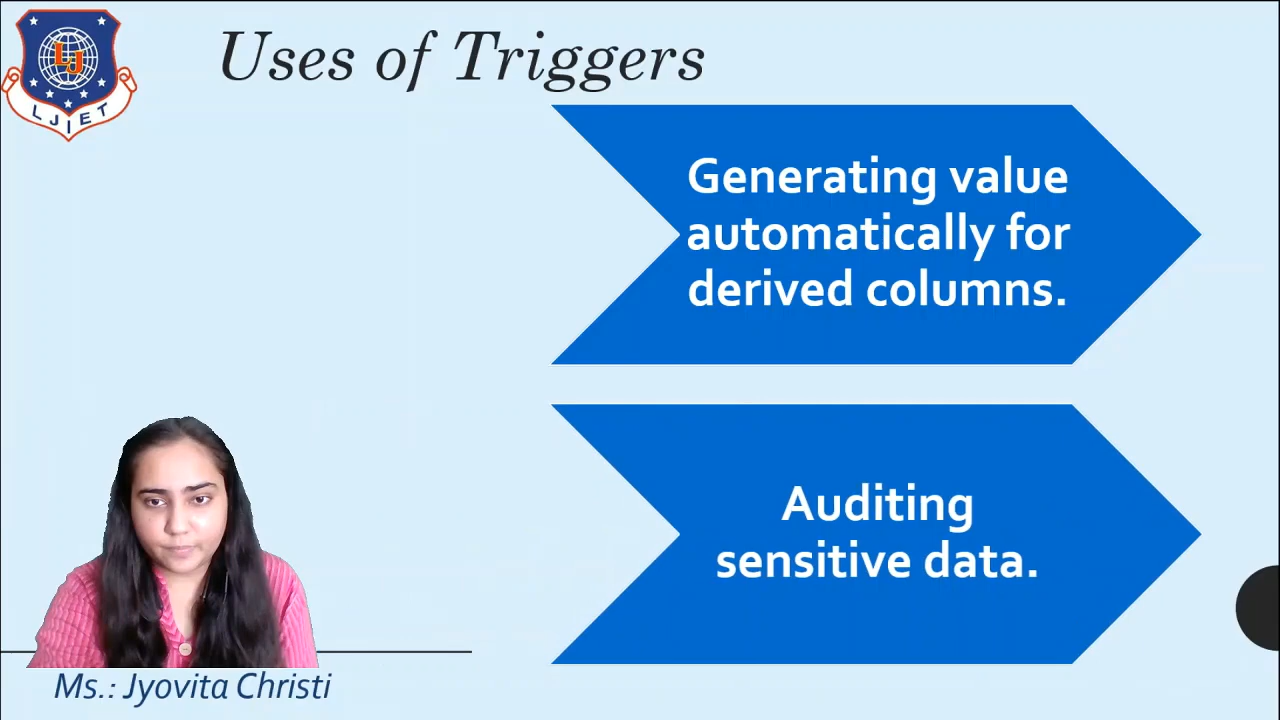 LJ
LJIET
Uses of Triggers
Generating value
automatically for
derived columns.
Auditing
sensitive data.
Ms.: Jyovita Christi